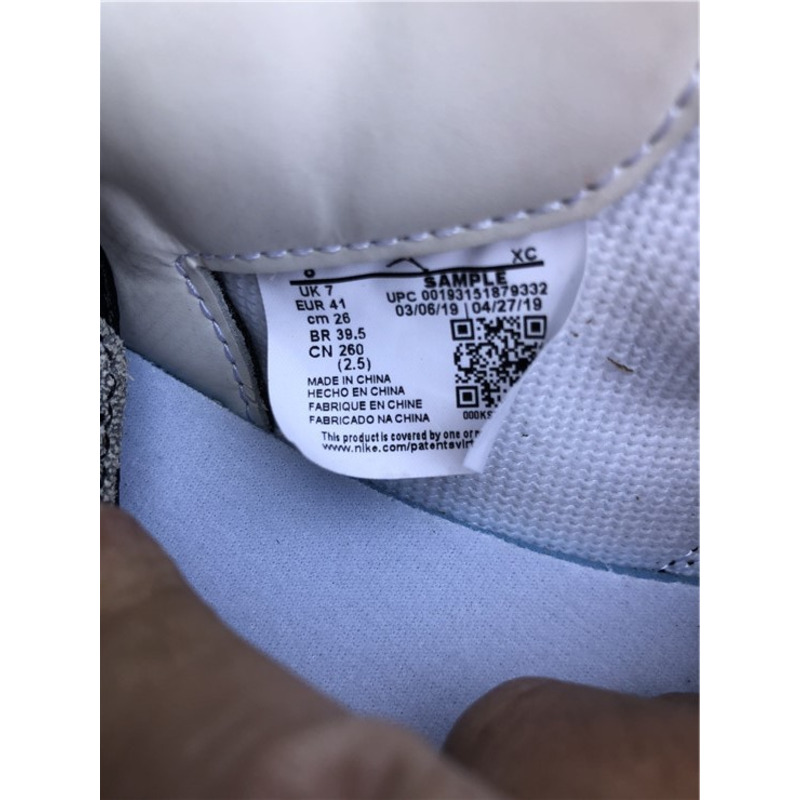 XC
SAMPLE
UK 7
UPC 00193151879332
EUR 41
03/06/19 | 04/27/19
cm 26
BR 39.5
CN 260
(2.5)
MADE IN CHINA
HECHO EN CHINA
FABRIQUE EN CHINE
FABRICADO NA CHINA
000KS
This product is covered by one or
www.nike.com/patents